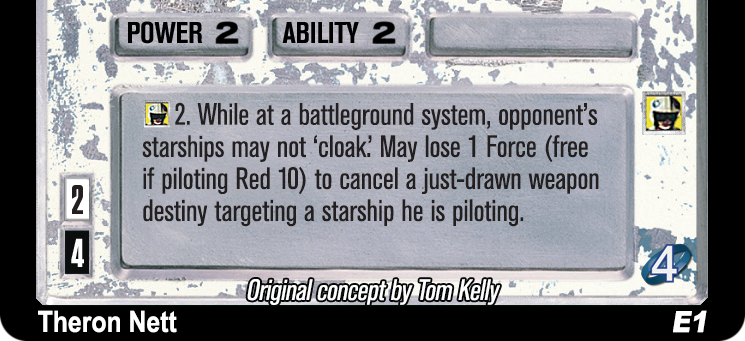 POWER 2 ABILITY 2
2. While at a battleground system, opponent's
starships may not 'cloak.' May lose 1 Force (free
if piloting Red 10) to cancel a just-drawn weapon
destiny targeting a starship he is piloting.
2
4
4
Original concept by Tom Kelly
Theron Nett E1